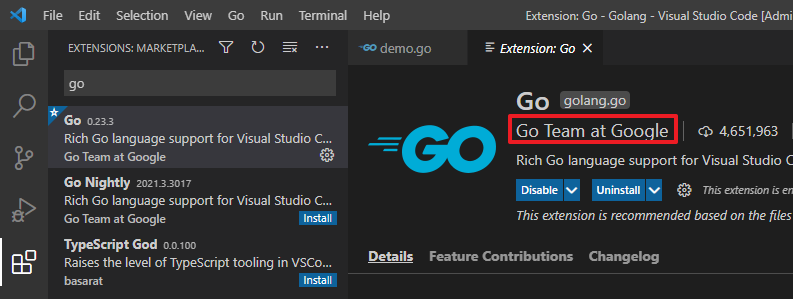 File Edit Selection View Go Run Terminal Help Extension: Go - Golang - Visual Studio Code [Admi
EXTENSIONS: MARKETPLA...
go
Go 0.23.3
Rich Go language support for Visual Studio C...
Go Team at Google
Go Nightly 2021.3.3017
Rich Go language support for Visual Studio C...
Go Team at Google Install
TypeScript God 0.0.100
Raises the level of TypeScript tooling in VSCo...
basarat Install
GO demo.go Extension: Go
GO
Go golang.go
Go Team at Google 4,651,963
Rich Go language support for Visual Studio C
Disable Uninstall This extension is en
This extension is recommended based on the files
Details Feature Contributions Changelog